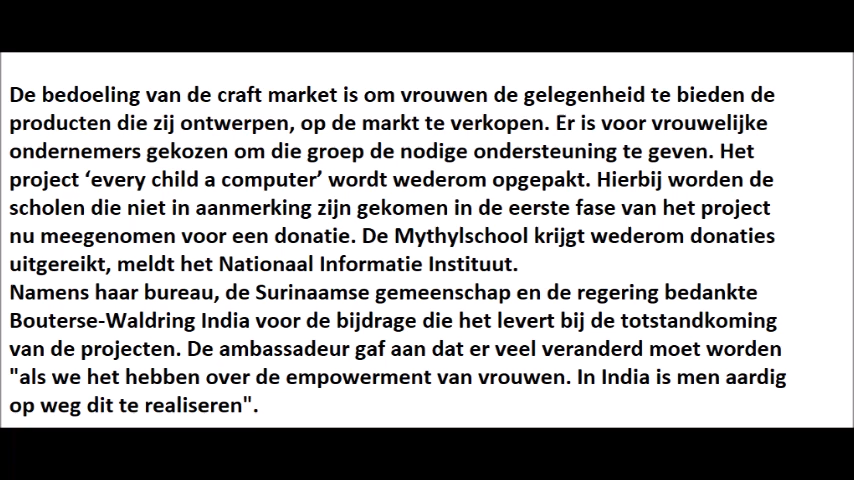 De bedoeling van de craft market is om vrouwen de gelegenheid te bieden de
producten die zij ontwerpen, op de markt te verkopen. Er is voor vrouwelijke
ondernemers gekozen om die groep de nodige ondersteuning te geven. Het
project ‘every child a computer’ wordt wederom opgepakt. Hierbij worden de
scholen die niet in aanmerking zijn gekomen in de eerste fase van het project
nu meegenomen voor een donatie. De Mythylschool krijgt wederom donaties
uitgereikt, meldt het Nationaal Informatie Instituut.
Namens haar bureau, de Surinaamse gemeenschap en de regering bedankte
Bouterse-Waldring India voor de bijdrage die het levert bij de totstandkoming
van de projecten. De ambassadeur gaf aan dat er veel veranderd moet worden
"als we het hebben over de empowerment van vrouwen. In India is men aardig
op weg dit te realiseren".